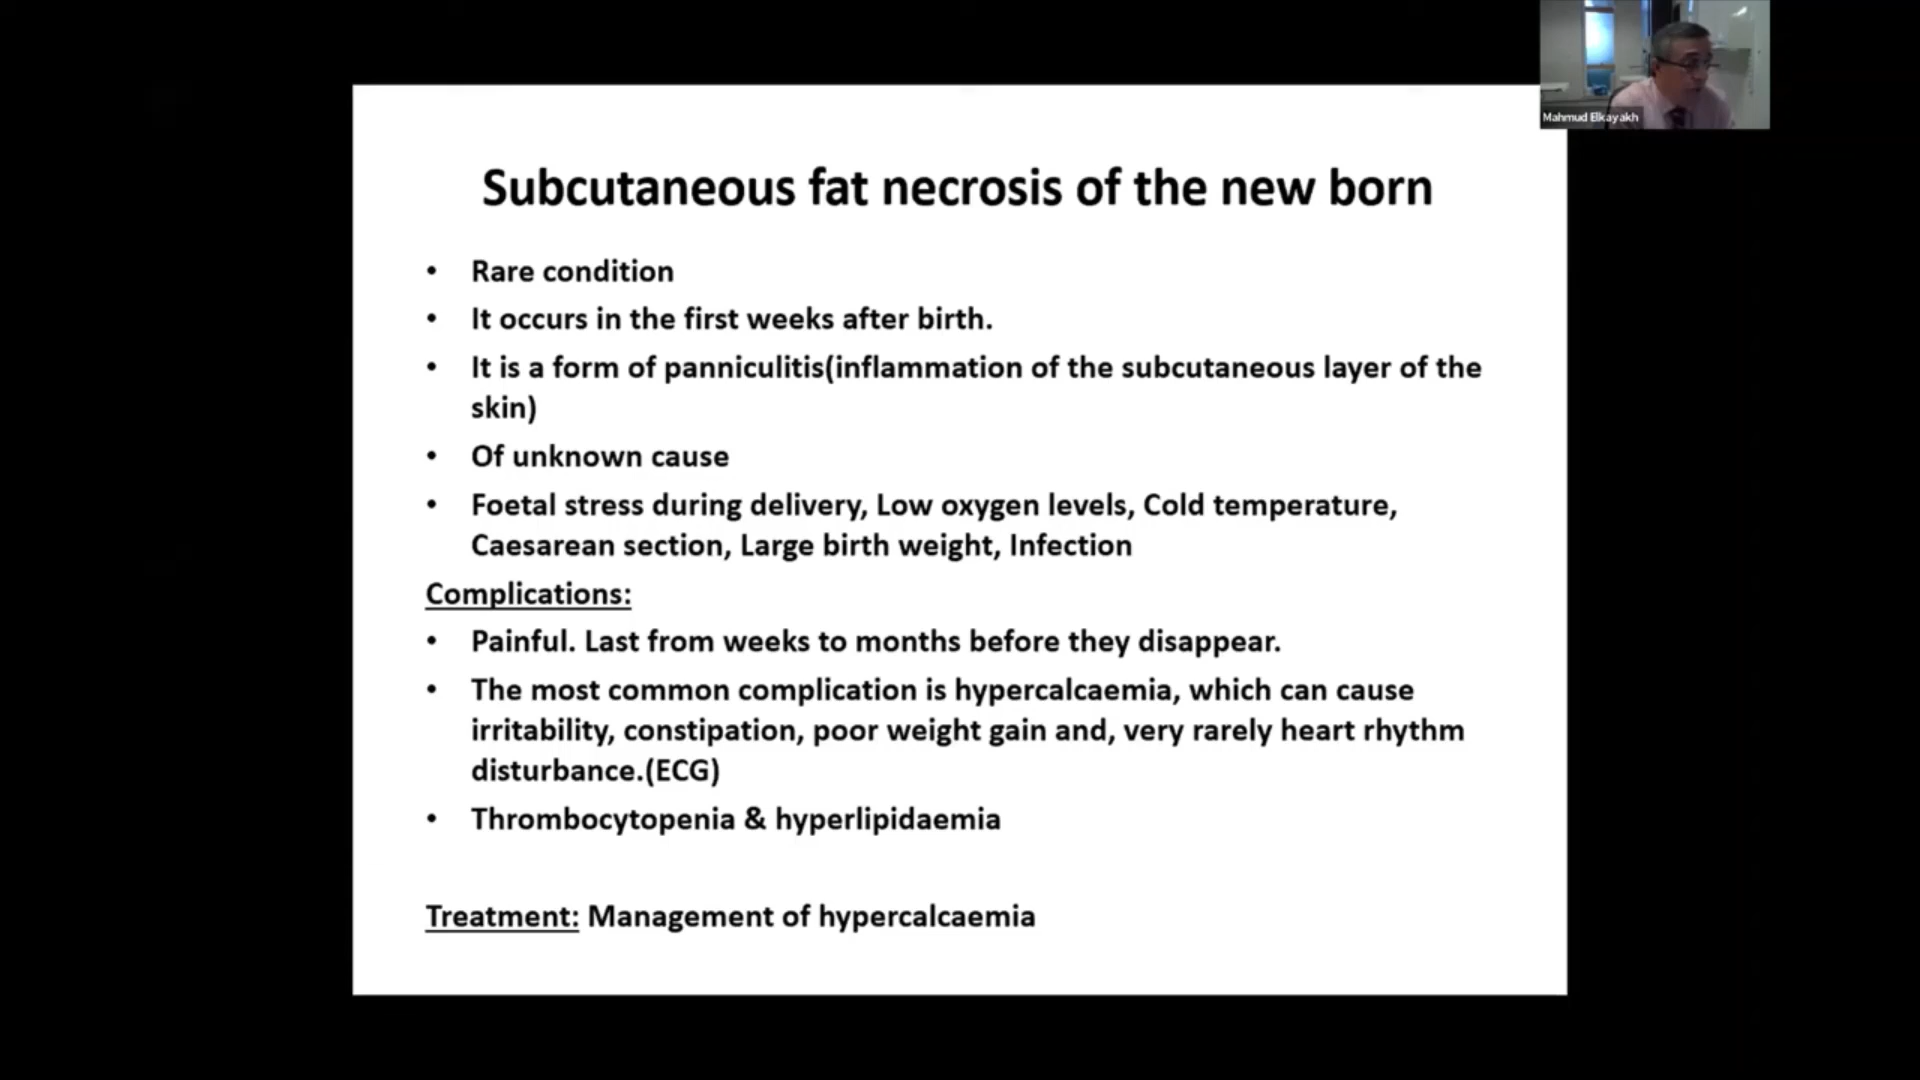 Mahmud Elkayakh
Subcutaneous fat necrosis of the new born
• Rare condition
• It occurs in the first weeks after birth.
• It is a form of panniculitis(inflammation of the subcutaneous layer of the
skin)
• Of unknown cause
• Foetal stress during delivery, Low oxygen levels, Cold temperature,
Caesarean section, Large birth weight, Infection
Complications:
• Painful. Last from weeks to months before they disappear.
• The most common complication is hypercalcaemia, which can cause
irritability, constipation, poor weight gain and, very rarely heart rhythm
disturbance.(ECG)
• Thrombocytopenia & hyperlipidaemia
Treatment: Management of hypercalcaemia